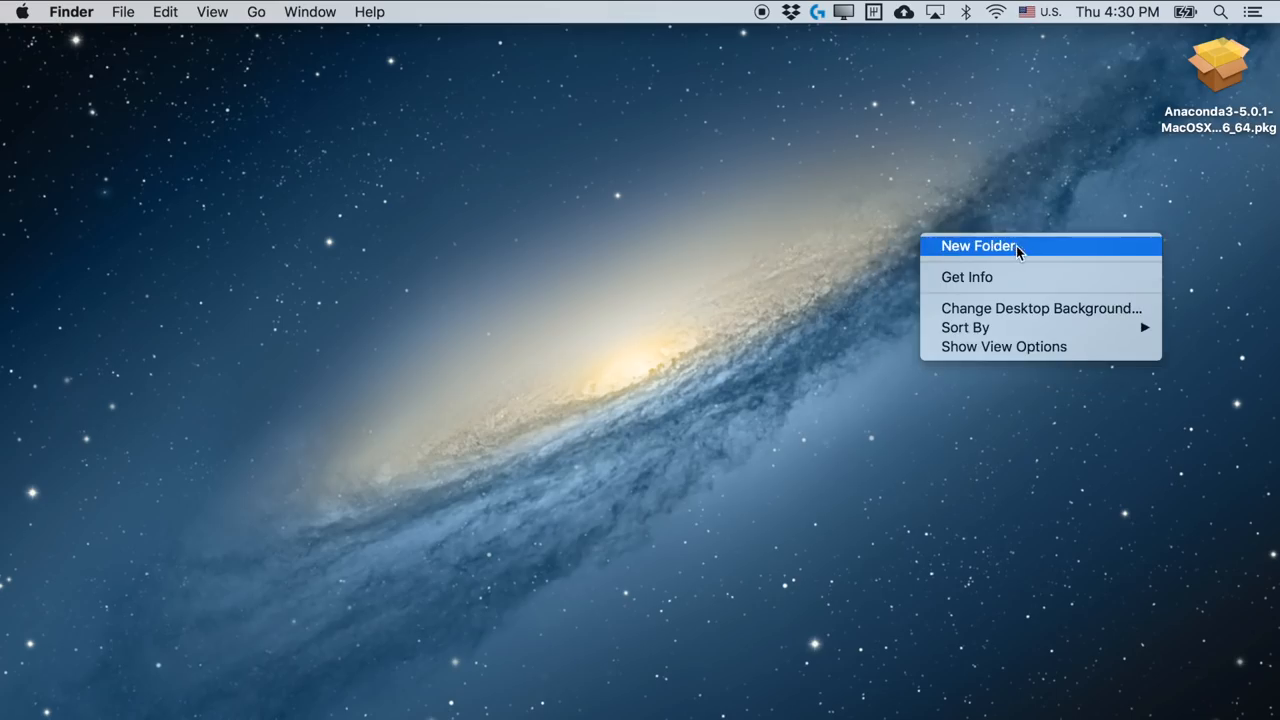 Finder File Edit View Go Window Help U.S. Thu 4:30 PM
Anaconda3-5.0.1-
MacOSX...6_64.pkg
New Folder
Get Info
Change Desktop Background...
Sort By
Show View Options